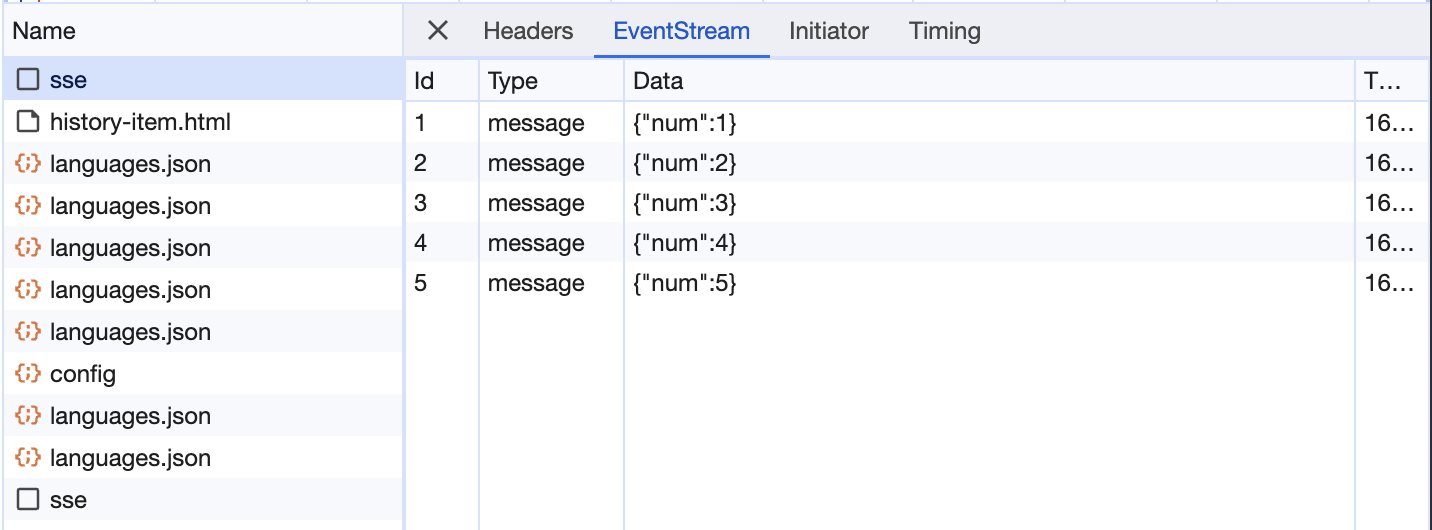 Name
Headers EventStream Initiator Timing
sse
history-item.html
languages.json
languages.json
languages.json
languages.json
languages.json
config
languages.json
languages.json
sse
Id Type Data T...
1 message {"num":1} 16...
2 message {"num":2} 16...
3 message {"num":3} 16...
4 message {"num":4} 16...
5 message {"num":5} 16...